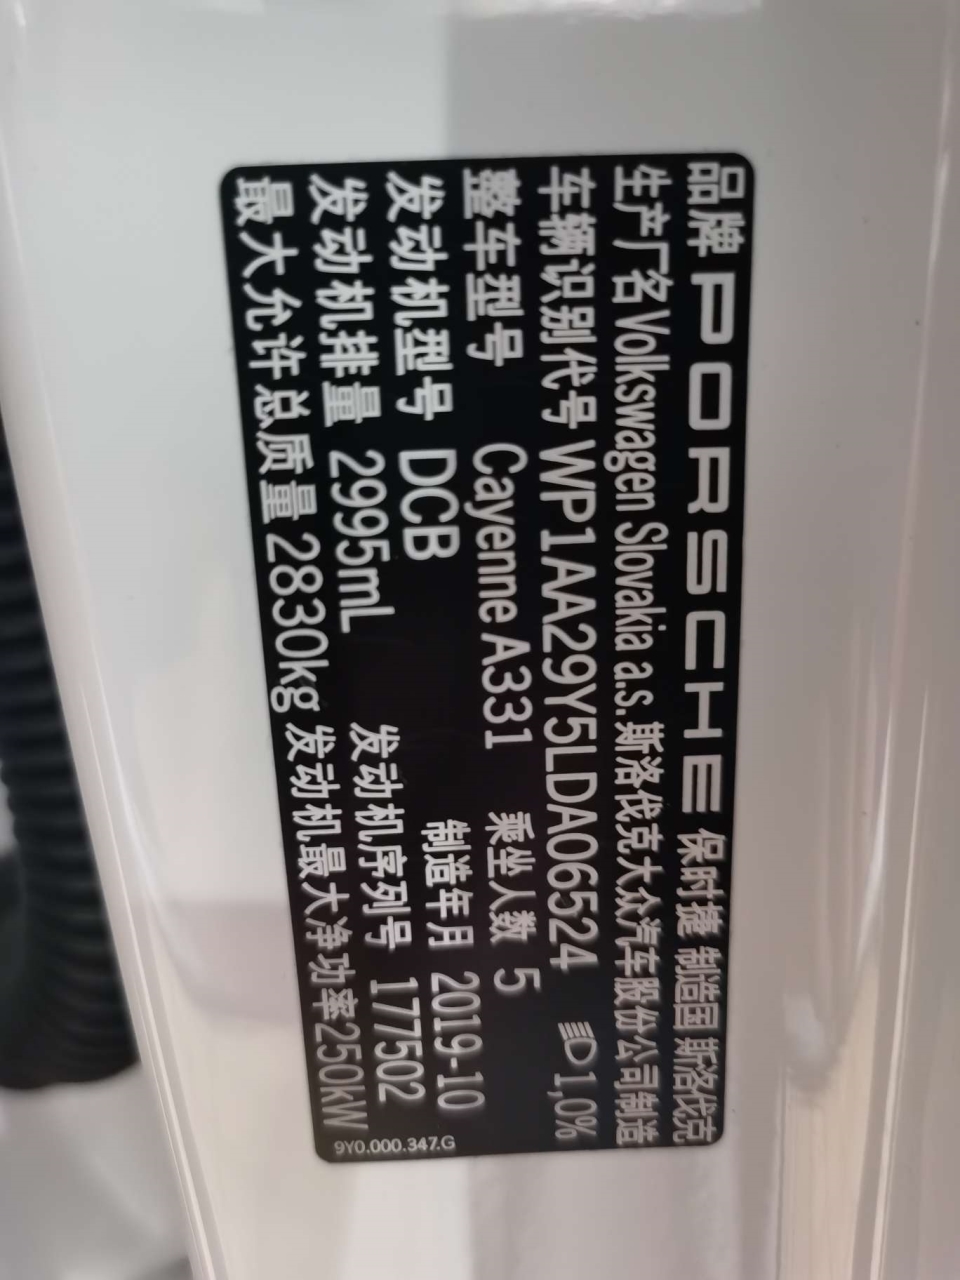 品牌 PORSCHE 保时捷 制造国 斯洛伐克
生产厂名 Volkswagen Slovakia a.s.斯洛伐克大众汽车股份公司制造
车辆识别代号 WP1AA29Y5LDA06524 1,0%
整车型号 Cayenne A331 乘坐人数 5
发动机型号 DCB 制造年月 2019-10
发动机排量 2995mL 发动机序列号 177502
最大允许总质量 2830kg 发动机最大净功率250kW
9Y0.000.347.G